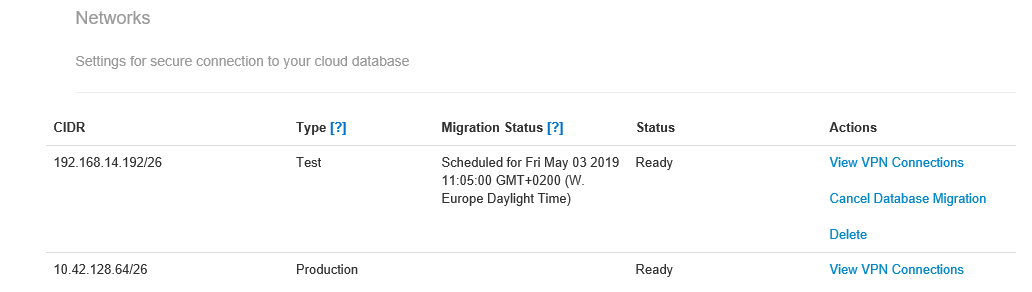 Networks
Settings for secure connection to your cloud database
CIDR Type [?] Migration Status [?] Status Actions
192.168.14.192/26 Test Scheduled for Fri May 03 2019 Ready View VPN Connections
11:05:00 GMT+0200 (W.
Europe Daylight Time) Cancel Database Migration
Delete
10.42.128.64/26 Production Ready View VPN Connections